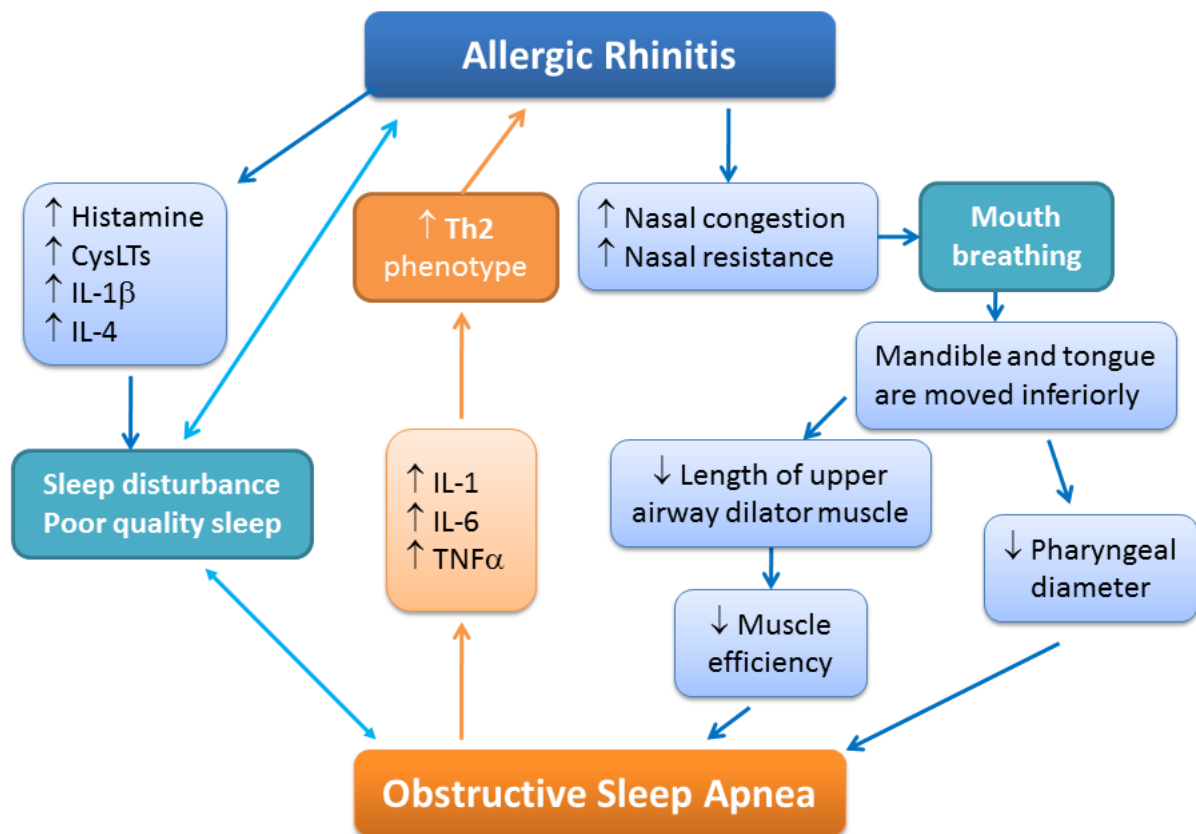 Allergic Rhinitis
↑ Histamine
↑ CysLTs
↑ IL-1β
↑ IL-4
↑ Th2
phenotype
↑ Nasal congestion
↑ Nasal resistance
Mouth
breathing
Mandible and tongue
are moved inferiorly
Sleep disturbance
Poor quality sleep
↑ IL-1
↑ IL-6
↑ TNFα
↓ Length of upper
airway dilator muscle
↓ Pharyngeal
diameter
↓ Muscle
efficiency
Obstructive Sleep Apnea